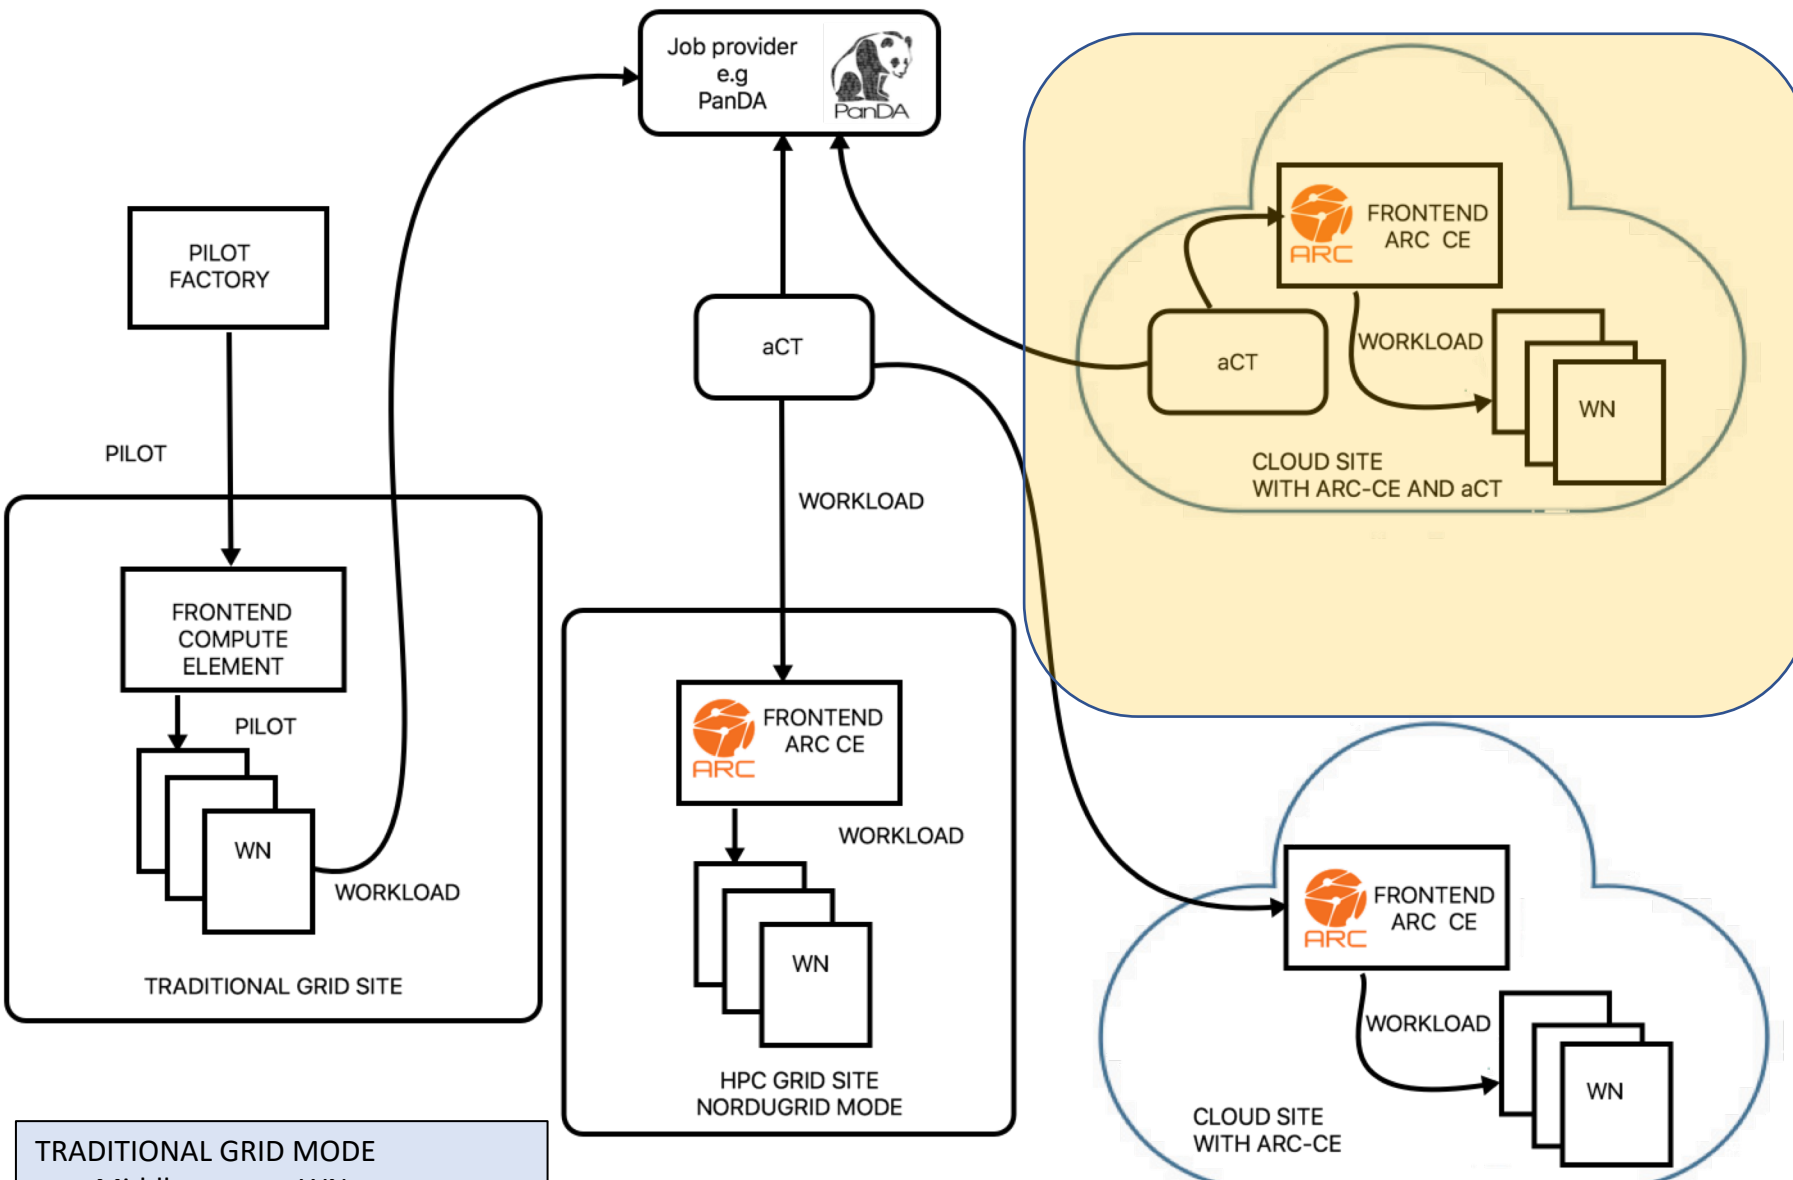 Job provider
e.g
PanDA
PanDA
PILOT
FACTORY
PILOT
FRONTEND
COMPUTE
ELEMENT
PILOT
WN
WORKLOAD
TRADITIONAL GRID SITE
aCT
WORKLOAD
ARC
FRONTEND
ARC CE
WORKLOAD
WN
HPC GRID SITE
NORDUGRID MODE
ARC
FRONTEND
ARC CE
aCT
WORKLOAD
WN
CLOUD SITE
WITH ARC-CE AND aCT
ARC
FRONTEND
ARC CE
WORKLOAD
WN
CLOUD SITE
WITH ARC-CE
TRADITIONAL GRID MODE